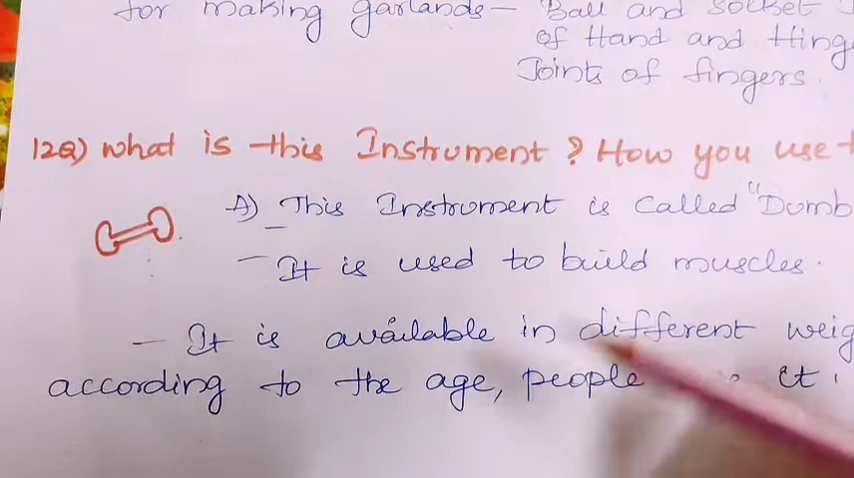 for making garlands- Ball and socket
of Hand and Hinge
Joints of fingers.
12Q) what is this Instrument ? How you use
A) This Instrument is called "Dumb
- It is used to build muscles.
- It is available in different weig
according to the age, people it